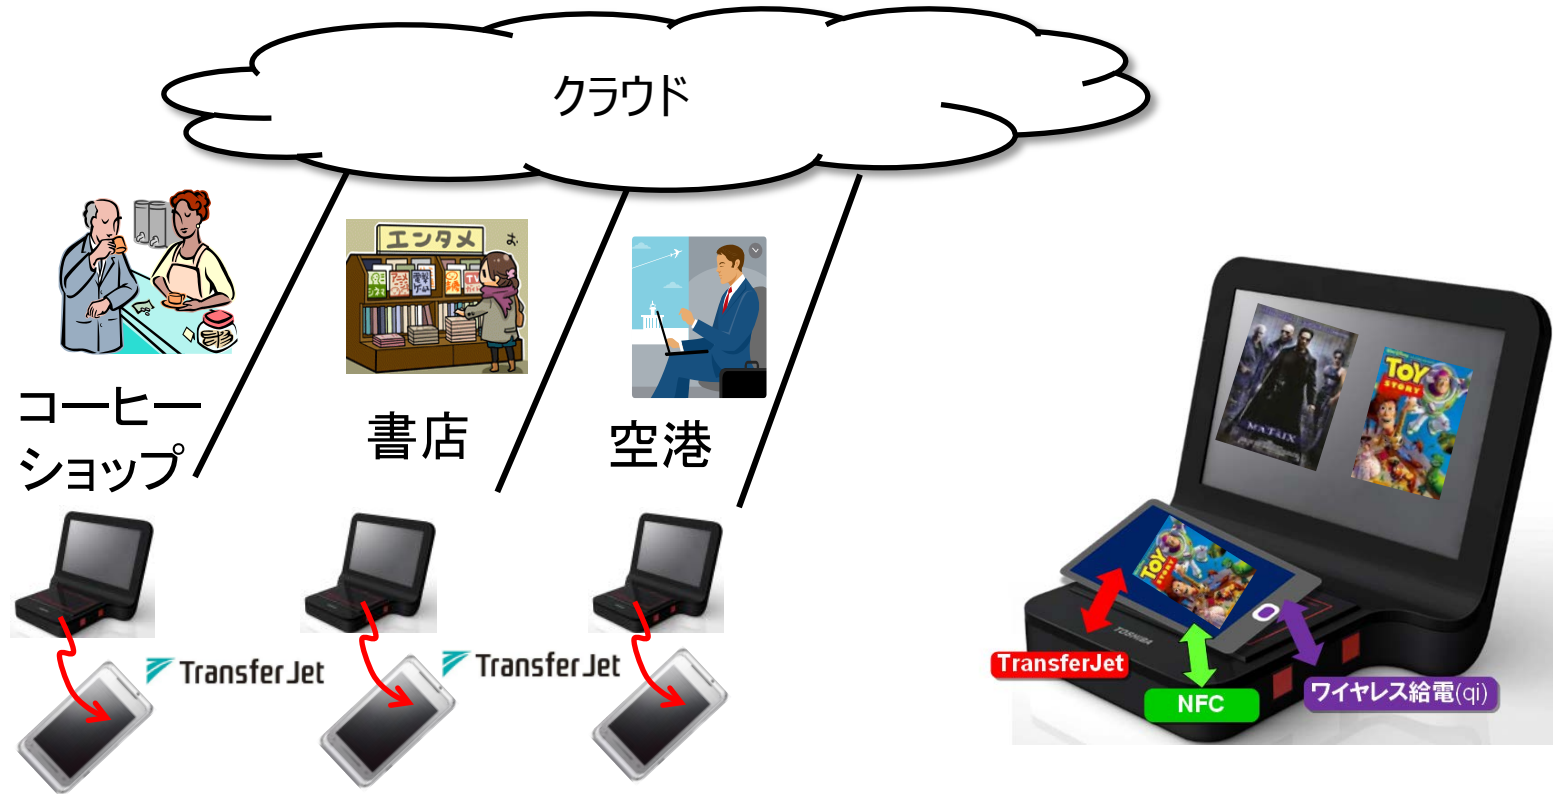 クラウド
エンタメ
お
コーヒー
ショップ
書店
空港
TransferJet
TransferJet
MATRIX
TOY
STORY
TOY
STORY
TOSHIBA
TransferJet
NFC
ワイヤレス給電(qi)